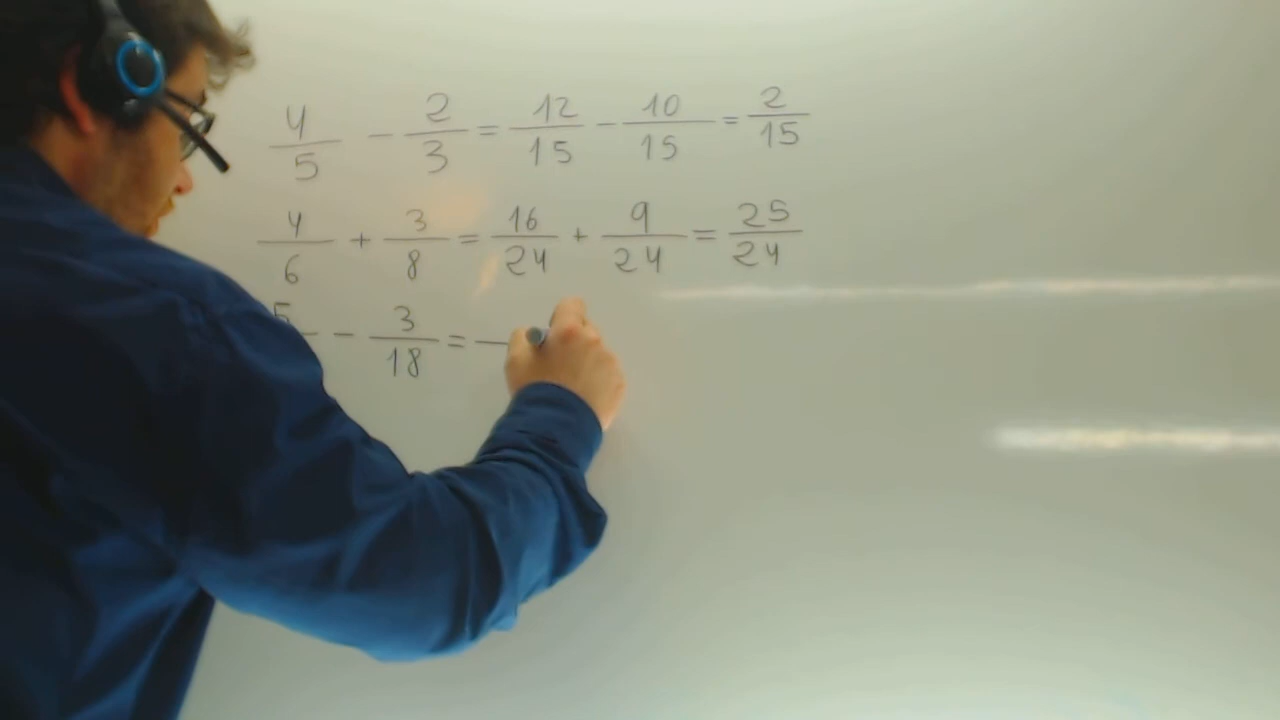 4/5 - 2/3 = 12/15 - 10/15 = 2/15
4/6 + 3/8 = 16/24 + 9/24 = 25/24
5/ - 3/18 =